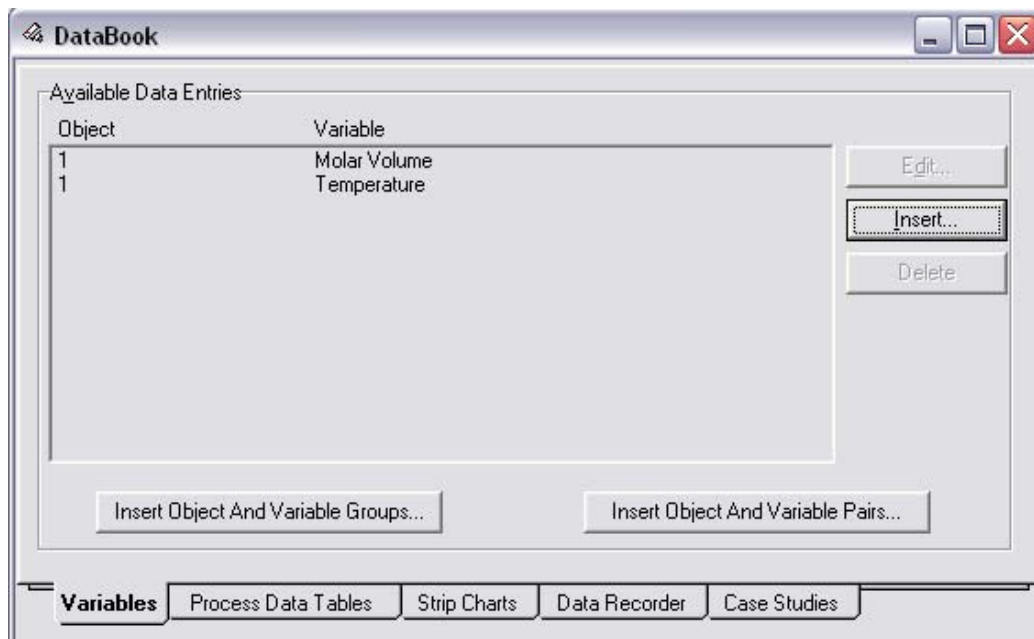 DataBook
Available Data Entries
Object Variable
1 Molar Volume
1 Temperature
Edit...
Insert...
Delete
Insert Object And Variable Groups... Insert Object And Variable Pairs...
Variables Process Data Tables Strip Charts Data Recorder Case Studies